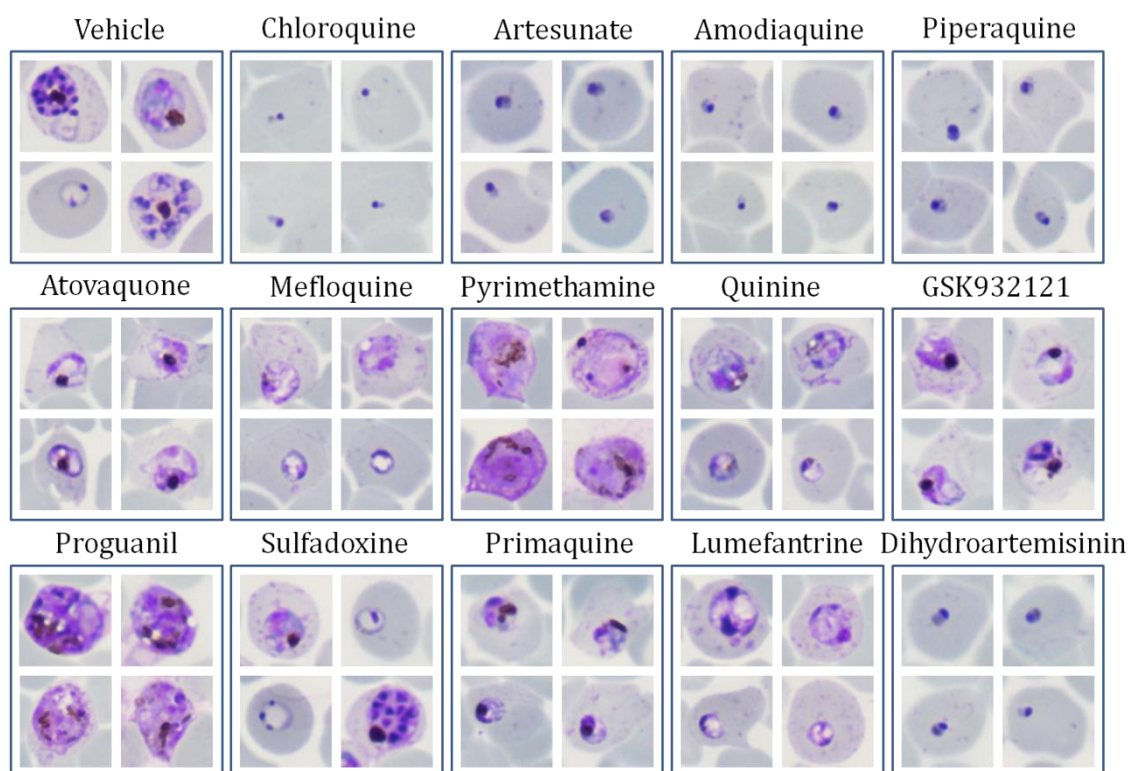 Vehicle Chloroquine Artesunate Amodiaquine Piperaquine
Atovaquone Mefloquine Pyrimethamine Quinine GSK932121
Proguanil Sulfadoxine Primaquine Lumefantrine Dihydroartemisinin